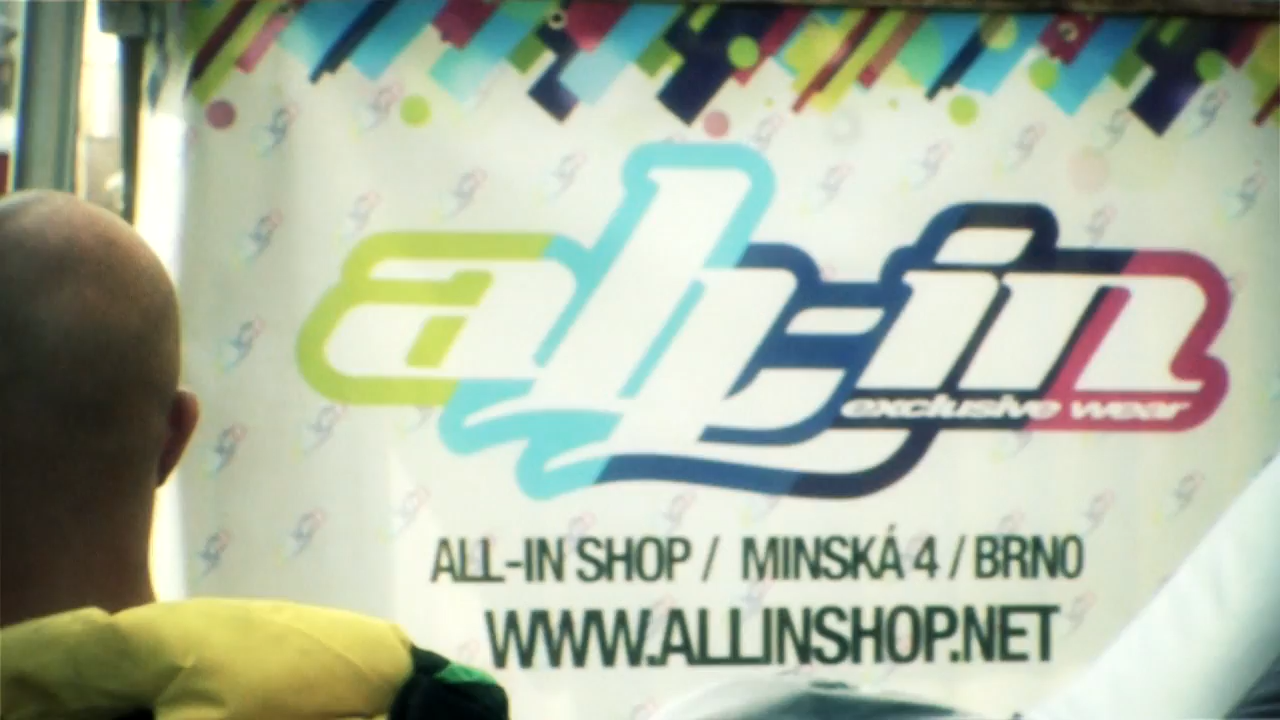 all-in
exclusive wear
ALL-IN SHOP / MINSKÁ 4 / BRNO
WWW.ALLINSHOP.NET